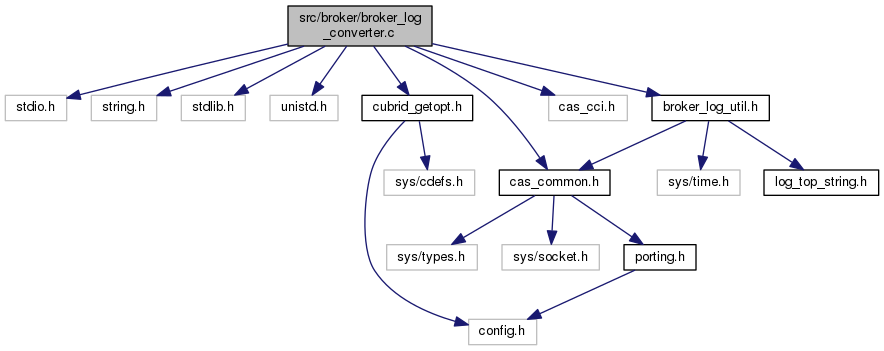 src/broker/broker_log
_converter.c
stdio.h
string.h
stdlib.h
unistd.h
cubrid_getopt.h
cas_cci.h
broker_log_util.h
sys/cdefs.h
cas_common.h
sys/time.h
log_top_string.h
sys/types.h
sys/socket.h
porting.h
config.h